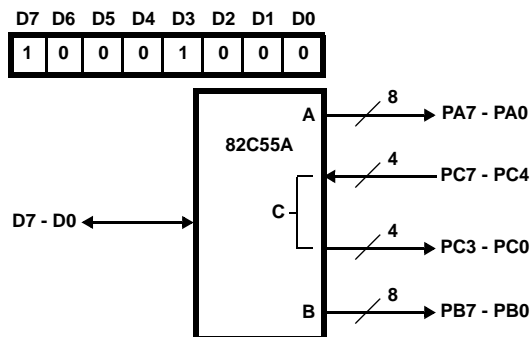 D7 D6 D5 D4 D3 D2 D1 D0
1 0 0 0 1 0 0 0
A 8 PA7 - PA0
82C55A
4 PC7 - PC4
C
D7 - D0
4 PC3 - PC0
B 8 PB7 - PB0